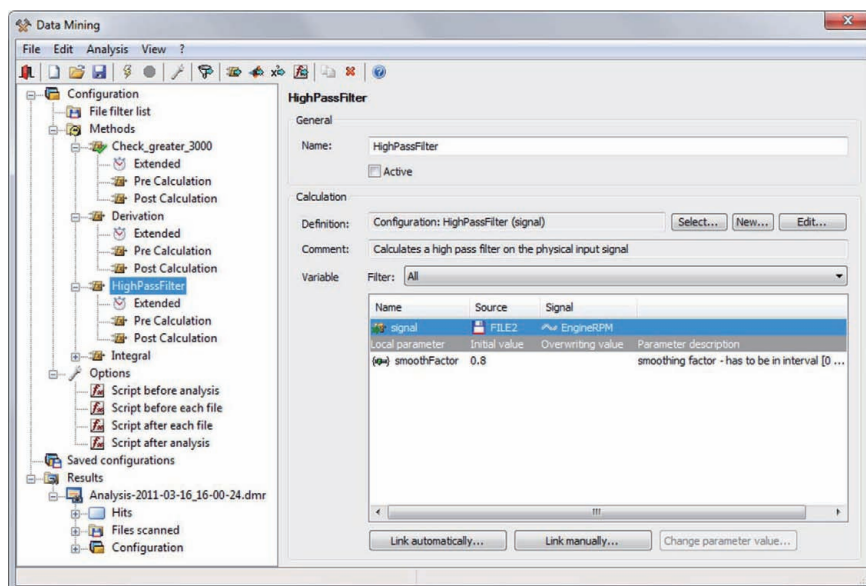 Data Mining
File Edit Analysis View ?
Configuration
File filter list
Methods
Check_greater_3000
Extended
Pre Calculation
Post Calculation
Derivation
Extended
Pre Calculation
Post Calculation
HighPassFilter
Extended
Pre Calculation
Post Calculation
Integral
Options
Script before analysis
Script before each file
Script after each file
Script after analysis
Saved configurations
Results
Analysis-2011-03-16_16-00-24.dmr
Hits
Files scanned
Configuration
HighPassFilter
General
Name: HighPassFilter
Active
Calculation
Definition: Configuration: HighPassFilter (signal) Select... New... Edit...
Comment: Calculates a high pass filter on the physical input signal
Variable Filter: All
Name Source Signal
signal FILE2 EngineRPM
Local parameter Initial value Overwriting value Parameter description
smoothFactor 0.8 smoothing factor - has to be in interval [0 ...
Link automatically... Link manually... Change parameter value...